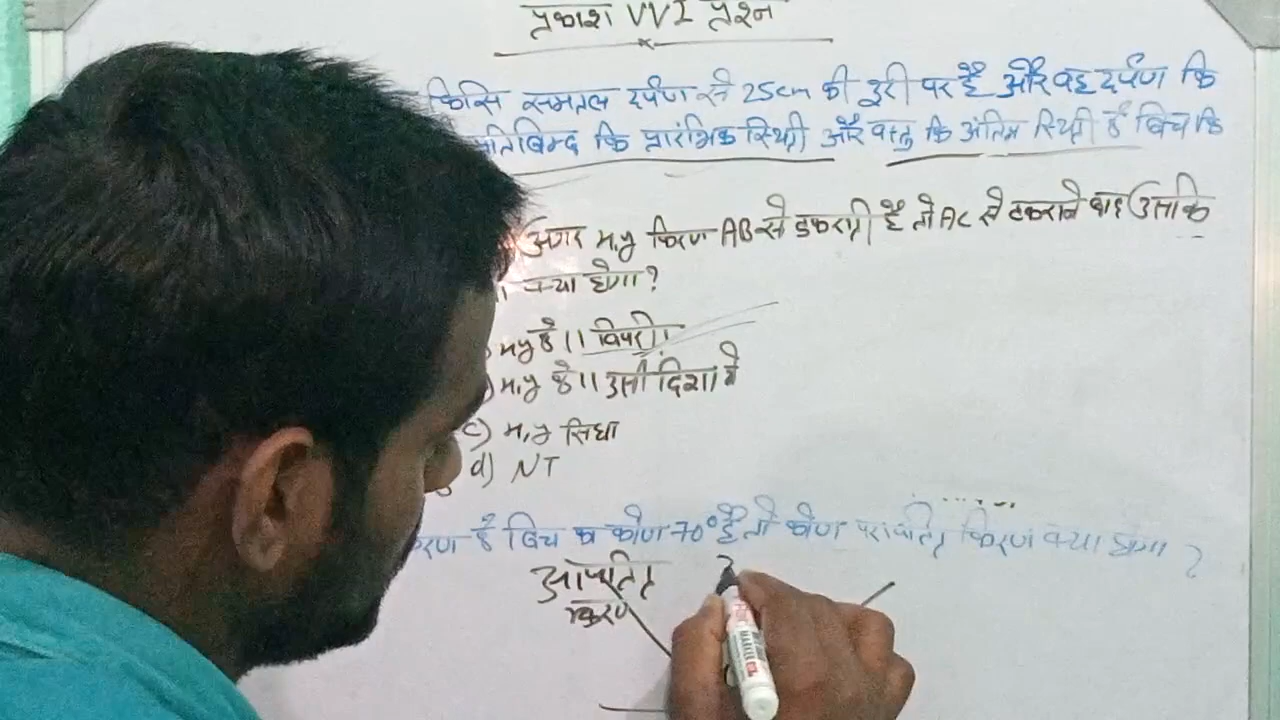 प्रकाश VVI प्रश्न
किसि समतल दर्पण से 25cm की दुरी पर है और वह दर्पण कि
प्रतिबिम्ब कि प्रारंभिक स्थिती और वस्तु कि अंतिम स्थिती के बिच कि
अगर m,y किरण AB से टकराती है तो AC से टकराने बाद उसकि
क्या होगा?
my के || विपरीत
m,y के || उसी दिशा मे
c) m,y सिधा
d) NT
किरण के बिच का कोण 70° है तो कोण परावर्तित किरण क्या होगा ?
आपतित
किरण